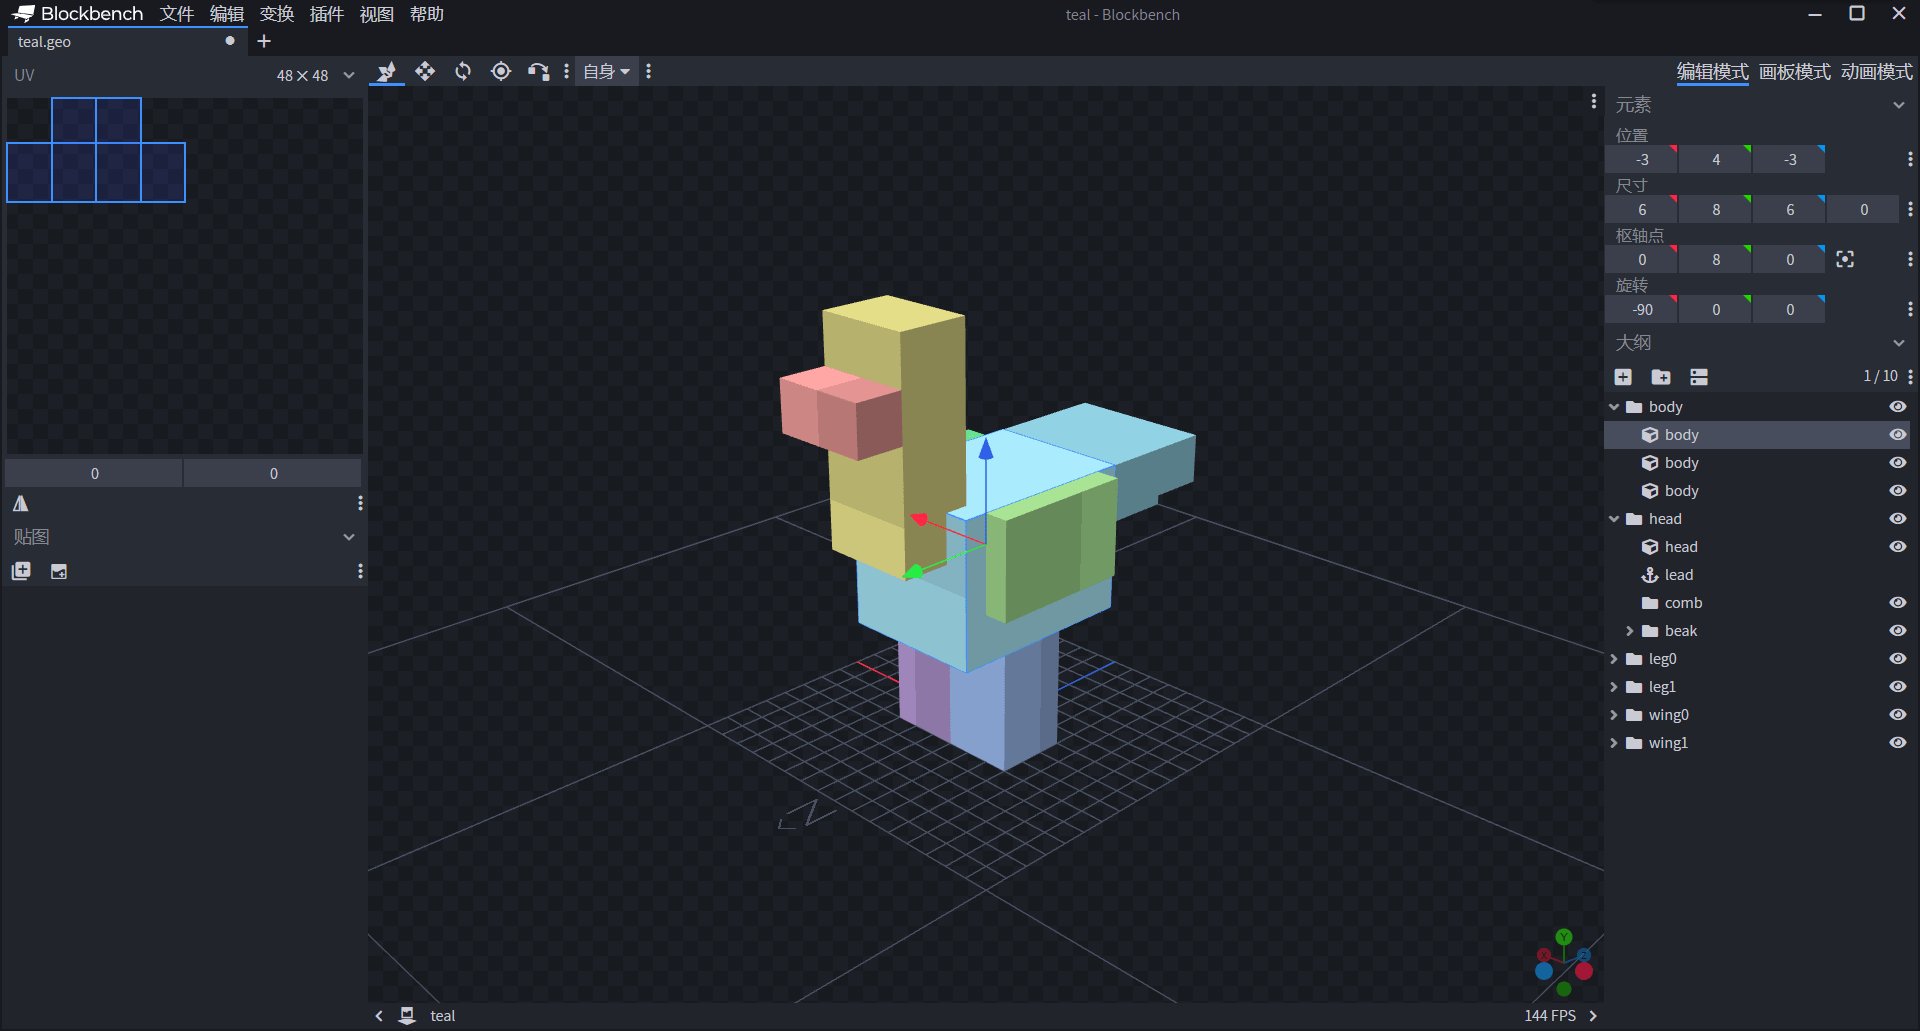 Blockbench 文件 编辑 变换 插件 视图 帮助
teal - Blockbench
teal.geo
UV 48×48
自身
编辑模式 画板模式 动画模式
元素
位置
-3 4 -3
尺寸
6 8 6 0
枢轴点
0 8 0
旋转
-90 0 0
大纲
1 / 10
body
body
body
body
head
head
lead
comb
beak
leg0
leg1
wing0
wing1
0 0
贴图
Y
X
Z
teal
144 FPS